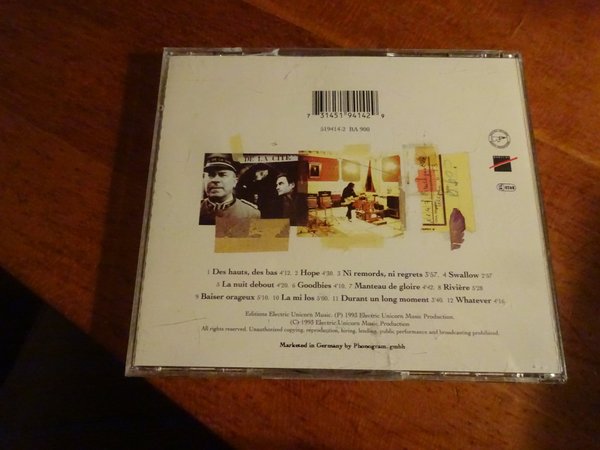 7 31451 94142 9
519414-2 BA 900
DE LA CITE
1 Des hauts, des bas 4'12. 2 Hope 4'30. 3 Ni remords, ni regrets 3'57. 4 Swallow 2'57
5 La nuit debout 4'20. 6 Goodbies 4'10. 7 Manteau de gloire 4'42. 8 Rivière 5'28
9 Baiser orageux 5'10. 10 La mi los 5'00. 11 Durant un long moment 3'40. 12 Whatever 4'16
Editions Electric Unicorn Music. (P) 1993 Electric Unicorn Music Production.
(C) 1993 Electric Unicorn Music Production
All rights reserved. Unauthorized copying, reproduction, hiring, lending, public performance and broadcasting prohibited.
Marketed in Germany by Phonogram. gmbh